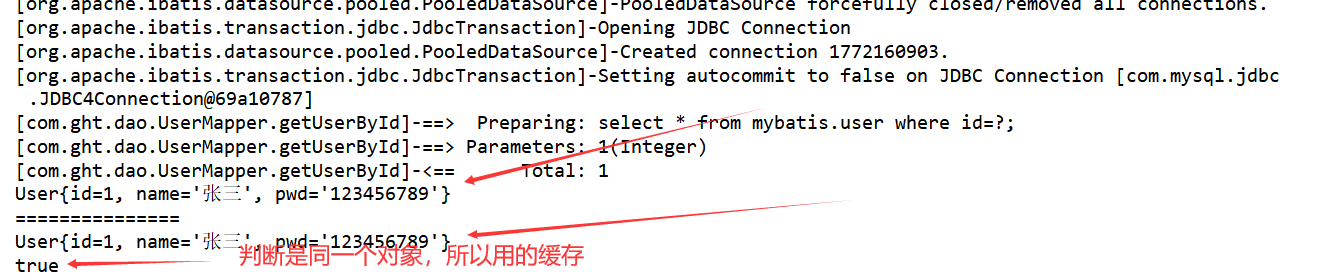 [org.apache.ibatis.datasource.pooled.PooledDataSource]-PooledDataSource forcefully closed/removed all connections.
[org.apache.ibatis.transaction.jdbc.JdbcTransaction]-Opening JDBC Connection
[org.apache.ibatis.datasource.pooled.PooledDataSource]-Created connection 1772160903.
[org.apache.ibatis.transaction.jdbc.JdbcTransaction]-Setting autocommit to false on JDBC Connection [com.mysql.jdbc
.JDBC4Connection@69a10787]
[com.ght.dao.UserMapper.getUserById]-==>  Preparing: select * from mybatis.user where id=?;
[com.ght.dao.UserMapper.getUserById]-==> Parameters: 1(Integer)
[com.ght.dao.UserMapper.getUserById]-<==      Total: 1
User{id=1, name='张三', pwd='123456789'}
===============
User{id=1, name='张三', pwd='123456789'}
判断是同一个对象，所以用的缓存
true